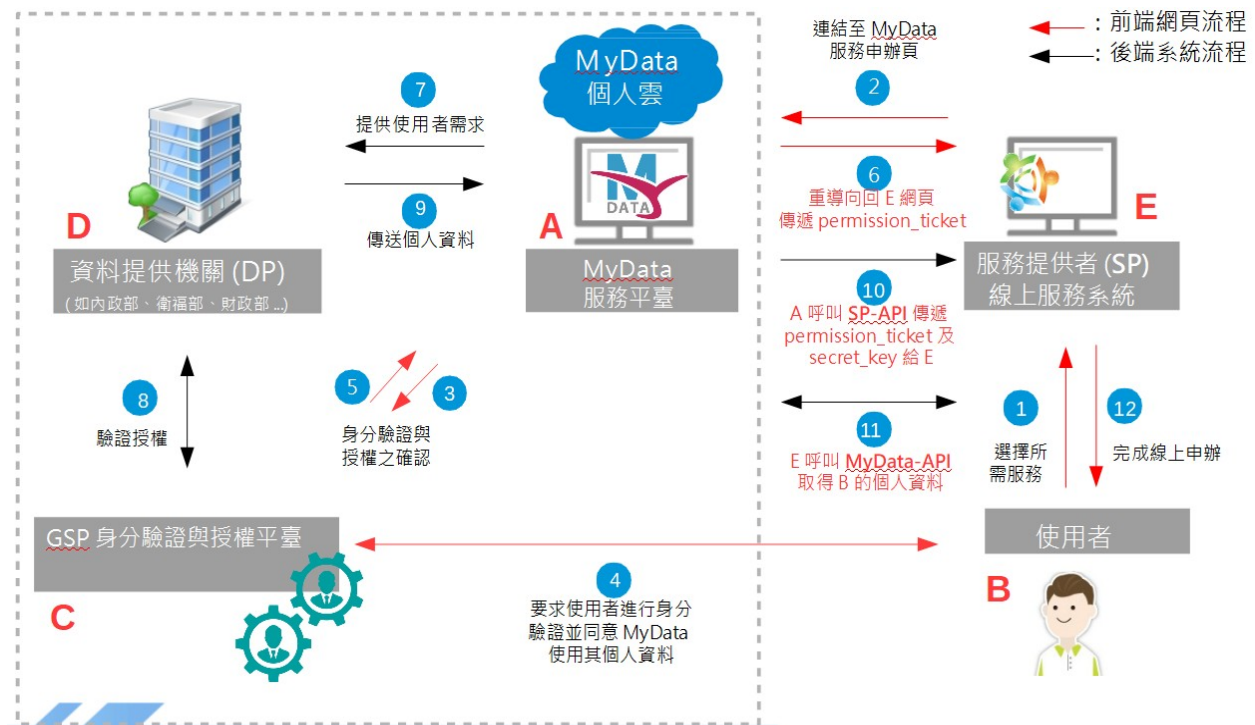 連結至 MyData
服務申辦頁
2
：前端網頁流程
：後端系統流程
MyData
個人雲
7
提供使用者需求
9
傳送個人資料
D
資料提供機關 (DP)
( 如內政部、衛福部、財政部 ...)
M
DATA
A
MyData
服務平臺
6
重導向回 E 網頁
傳遞 permission_ticket
E
服務提供者 (SP)
線上服務系統
10
A 呼叫 SP-API 傳遞
permission_ticket 及
secret_key 給 E
8
驗證授權
5
3
身分驗證與
授權之確認
11
E 呼叫 MyData-API
取得 B 的個人資料
1
選擇所
需服務
12
完成線上申辦
GSP 身分驗證與授權平臺
C
4
要求使用者進行身分
驗證並同意 MyData
使用其個人資料
使用者
B